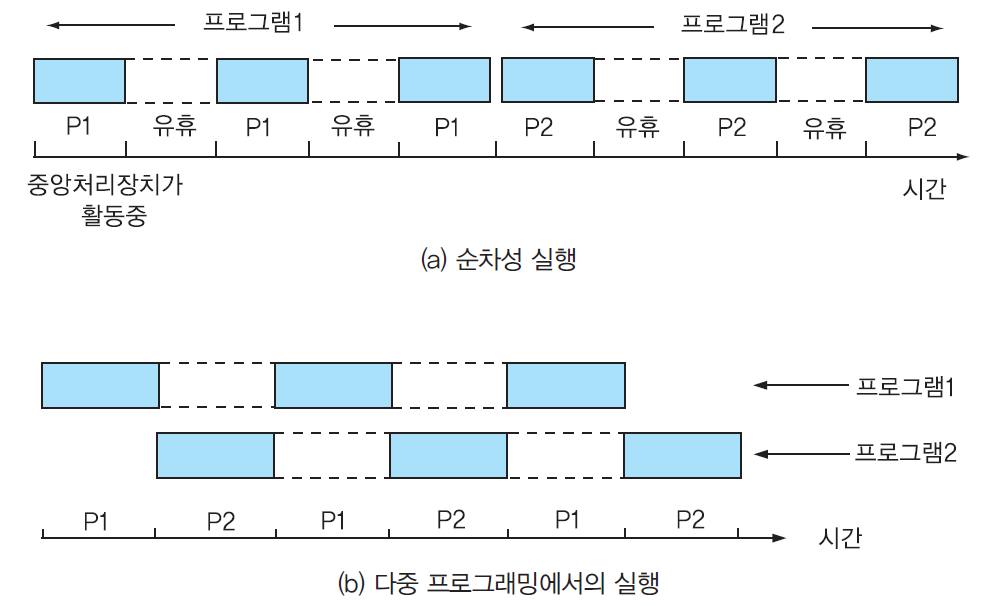 프로그램1 프로그램2
P1 유휴 P1 유휴 P1 P2 유휴 P2 유휴 P2
중앙처리장치가
활동중
시간
(a) 순차성 실행
프로그램1
프로그램2
P1 P2 P1 P2 P1 P2
시간
(b) 다중 프로그래밍에서의 실행